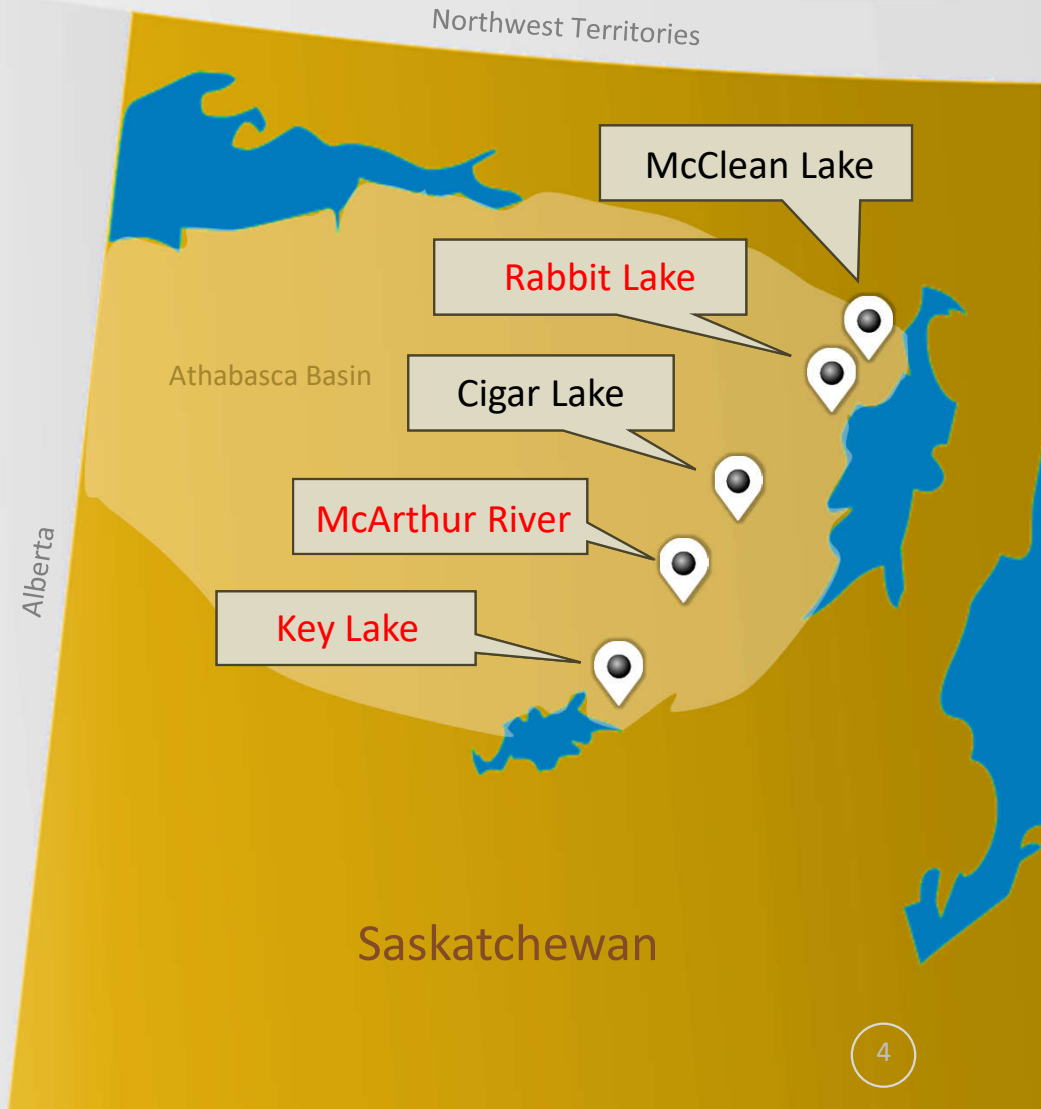 Northwest Territories
McClean Lake
Rabbit Lake
Athabasca Basin
Cigar Lake
McArthur River
Alberta
Key Lake
Saskatchewan
4